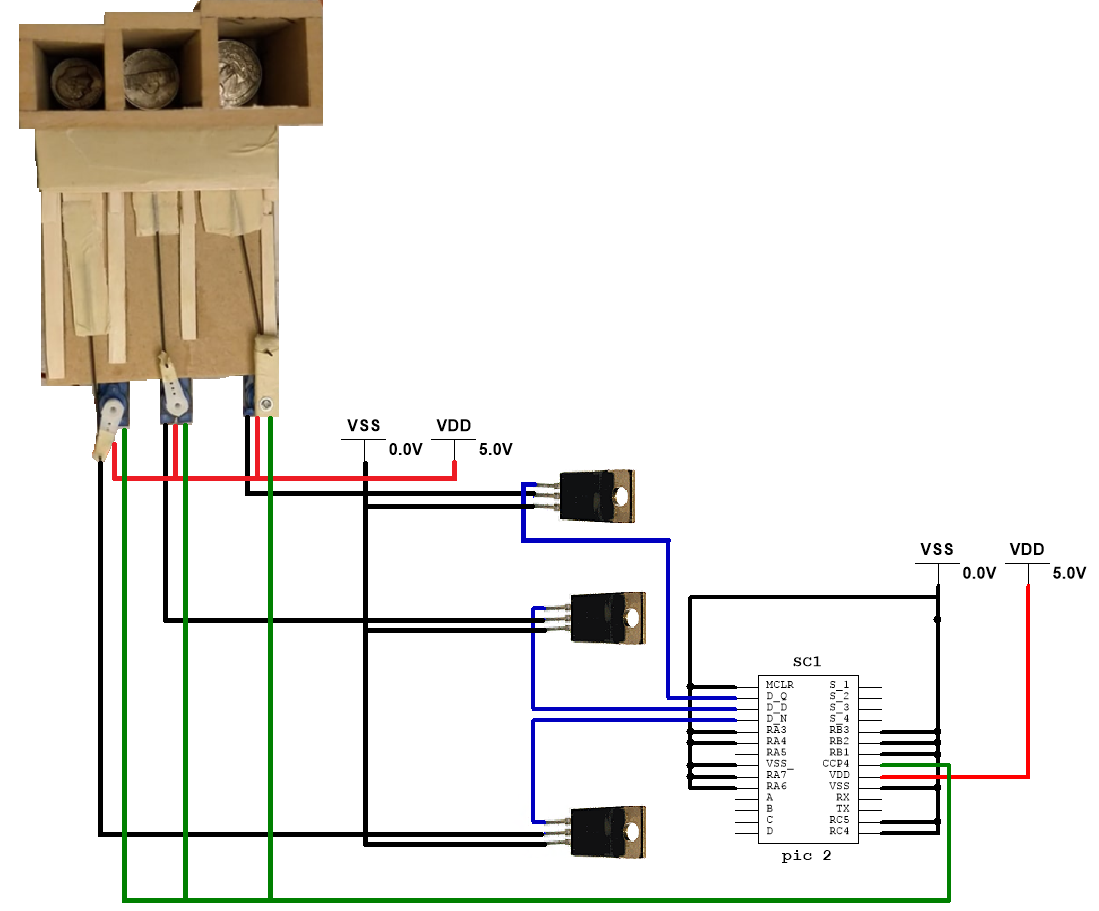 VSS VDD
0.0V 5.0V
VSS VDD
0.0V 5.0V
SC1
MCLR S_1
D_Q S_2
D_D S_3
D_N S_4
RA3 RB3
RA4 RB2
RA5 RB1
VSS_ CCP4
RA7 VDD
RA6 VSS
A RX
B TX
C RC5
D RC4
pic 2